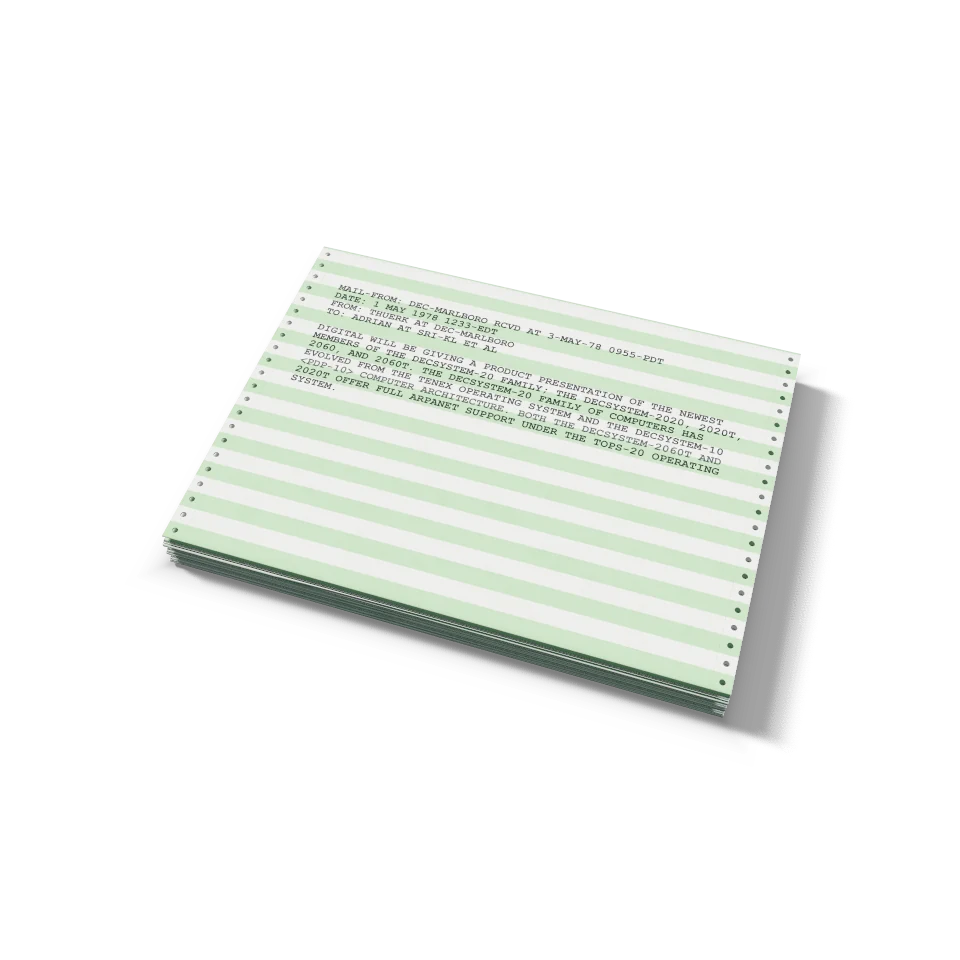 MAIL-FROM: DEC-MARLBORO RCVD AT 3-MAY-78 0955-PDT
DATE: 1 MAY 1978 1233-EDT
FROM: THUERK AT DEC-MARLBORO
TO: ADRIAN AT SRI-KL ET AL
DIGITAL WILL BE GIVING A PRODUCT PRESENTATION OF THE NEWEST
MEMBERS OF THE DECSYSTEM-20 FAMILY; THE DECSYSTEM-2020, 2020T,
2060, AND 2060T. THE DECSYSTEM-20 FAMILY OF COMPUTERS HAS
EVOLVED FROM THE TENEX OPERATING SYSTEM AND THE DECSYSTEM-10
<PDP-10> COMPUTER ARCHITECTURE. BOTH THE DECSYSTEM-2060T AND
2020T OFFER FULL ARPANET SUPPORT UNDER THE TOPS-20 OPERATING
SYSTEM.